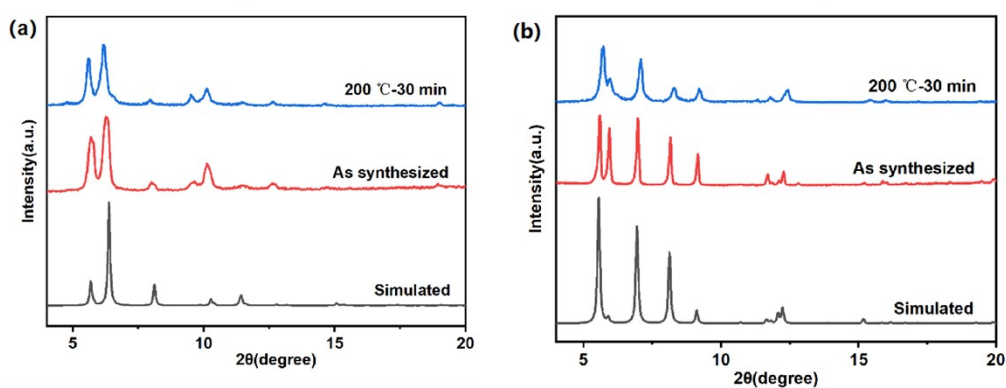 (a)
Intensity(a.u.)
200 ℃-30 min
As synthesized
Simulated
5 10 15 20
2θ(degree)
(b)
Intensity(a.u.)
200 ℃-30 min
As synthesized
Simulated
5 10 15 20
2θ(degree)